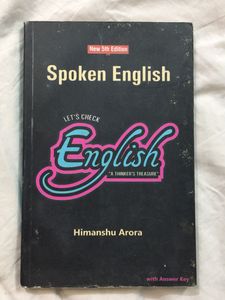 New 5th Edition
Spoken English
LET'S CHECK
English
"A THINKER'S TREASURE"
Himanshu Arora
with Answer Key